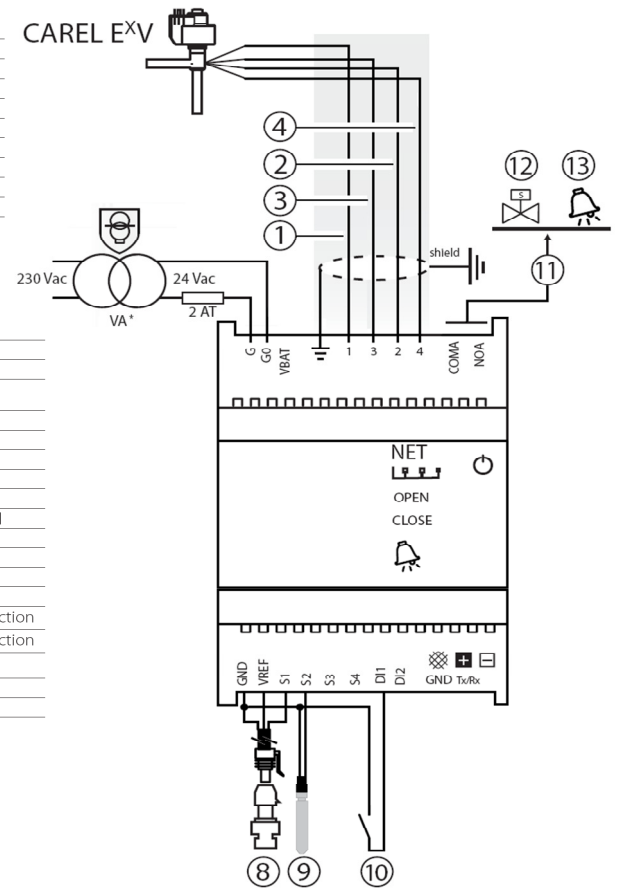 CAREL EXV
4
2
3
1
12
13
S
shield
11
230 Vac
24 Vac
2 AT
VA*
G
G0
VBAT
1
3
2
4
COMA
NOA
NET
OPEN
CLOSE
GND
VREF
S1
S2
S3
S4
DI1
DI2
GND Tx/Rx
ction
ction
8
9
10